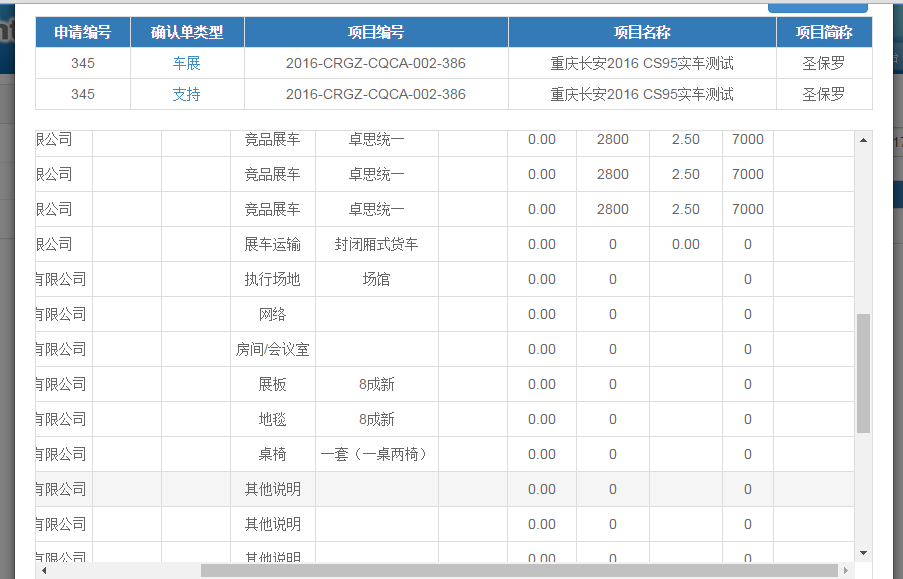 申请编号 确认单类型 项目编号 项目名称 项目简称
345 车展 2016-CRGZ-CQCA-002-386 重庆长安2016 CS95实车测试 圣保罗
345 支持 2016-CRGZ-CQCA-002-386 重庆长安2016 CS95实车测试 圣保罗
限公司 竞品展车 卓思统一 0.00 2800 2.50 7000
限公司 竞品展车 卓思统一 0.00 2800 2.50 7000
限公司 竞品展车 卓思统一 0.00 2800 2.50 7000
限公司 展车运输 封闭厢式货车 0.00 0 0.00 0
有限公司 执行场地 场馆 0.00 0 0
有限公司 网络 0.00 0 0
有限公司 房间/会议室 0.00 0 0
有限公司 展板 8成新 0.00 0 0
有限公司 地毯 8成新 0.00 0 0
有限公司 桌椅 一套（一桌两椅） 0.00 0 0
有限公司 其他说明 0.00 0 0
有限公司 其他说明 0.00 0 0
有限公司 其他说明 0.00 0 0